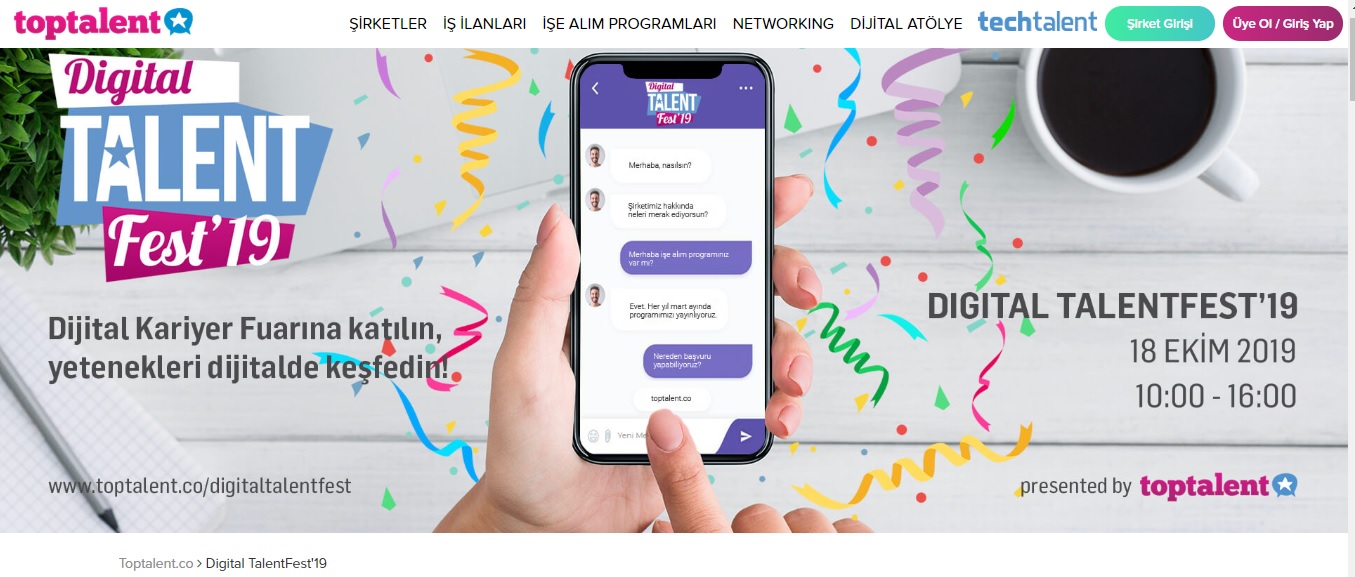 toptalent
ŞİRKETLER
İŞ İLANLARI
İŞE ALIM PROGRAMLARI
NETWORKING
DİJİTAL ATÖLYE
techtalent
Şirket Girişi
Üye Ol / Giriş Yap
Digital
TALENT
Fest'19
Dijital Kariyer Fuarına katılın,
yetenekleri dijitalde keşfedin!
www.toptalent.co/digitaltalentfest
Digital
TALENT
Fest'19
Merhaba, nasılsın?
Şirketimiz hakkında
neleri merak ediyorsun?
Merhaba işe alım programınız
var mı?
Evet. Her yıl mart ayında
programımızı yayınlıyoruz.
Nereden başvuru
yapabiliyoruz?
toptalent.co
Yeni Me
DIGITAL TALENTFEST'19
18 EKİM 2019
10:00 - 16:00
presented by toptalent
Toptalent.co > Digital TalentFest'19